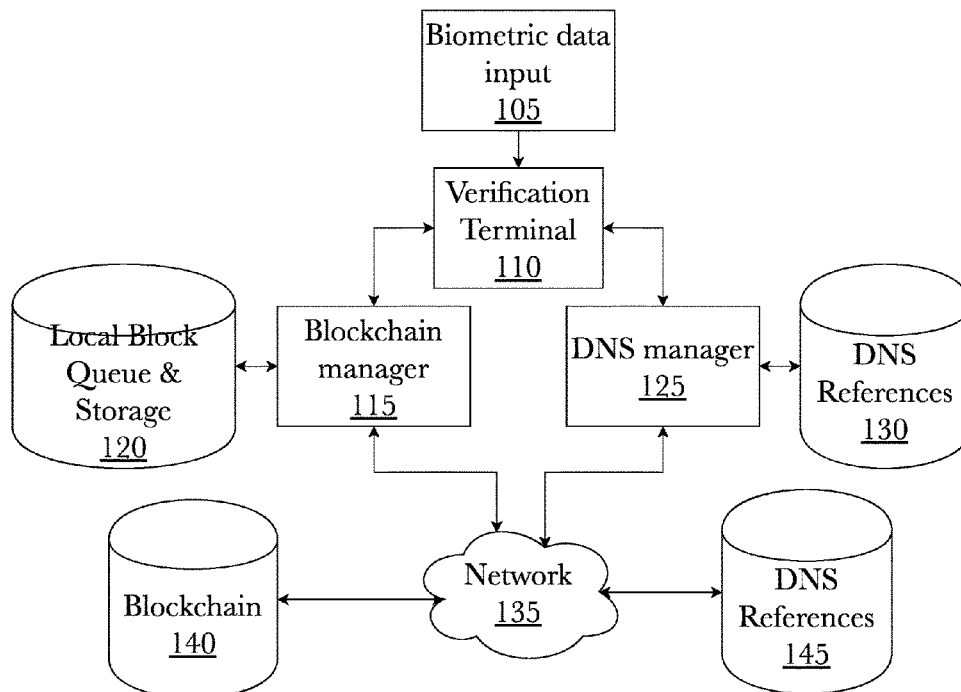 Biometric data
input
105
Verification
Terminal
110
Local Block
Queue &
Storage
120
Blockchain
manager
115
DNS manager
125
DNS
References
130
Blockchain
140
Network
135
DNS
References
145